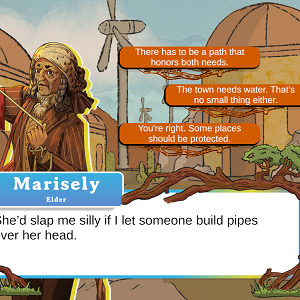 There has to be a path that
honors both needs.
The town needs water. That's
no small thing either.
You're right. Some places
should be protected.
Marisely
Elder
She'd slap me silly if I let someone build pipes
over her head.